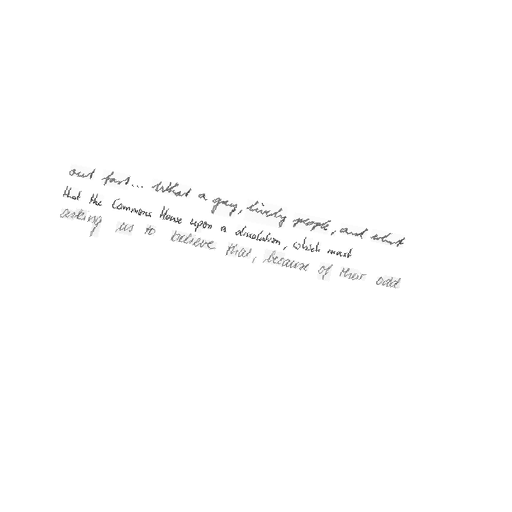 out fast... What a gay, lively people, and what
that the Commons House upon a dissolution, which must
asking us to believe that, because of their odd